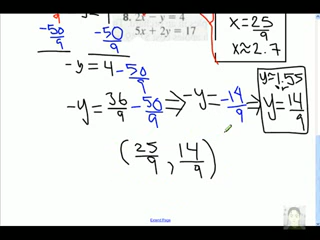 8. 2x − y = 4
5x + 2y = 17
x = 25/9
x ≈ 2.7
-50/9 -50/9
-y = 4 -50/9
y ≈ 1.55
-y = 36/9 - 50/9 ⇒ -y = -14/9 ⇒ y = 14/9
(25/9, 14/9)